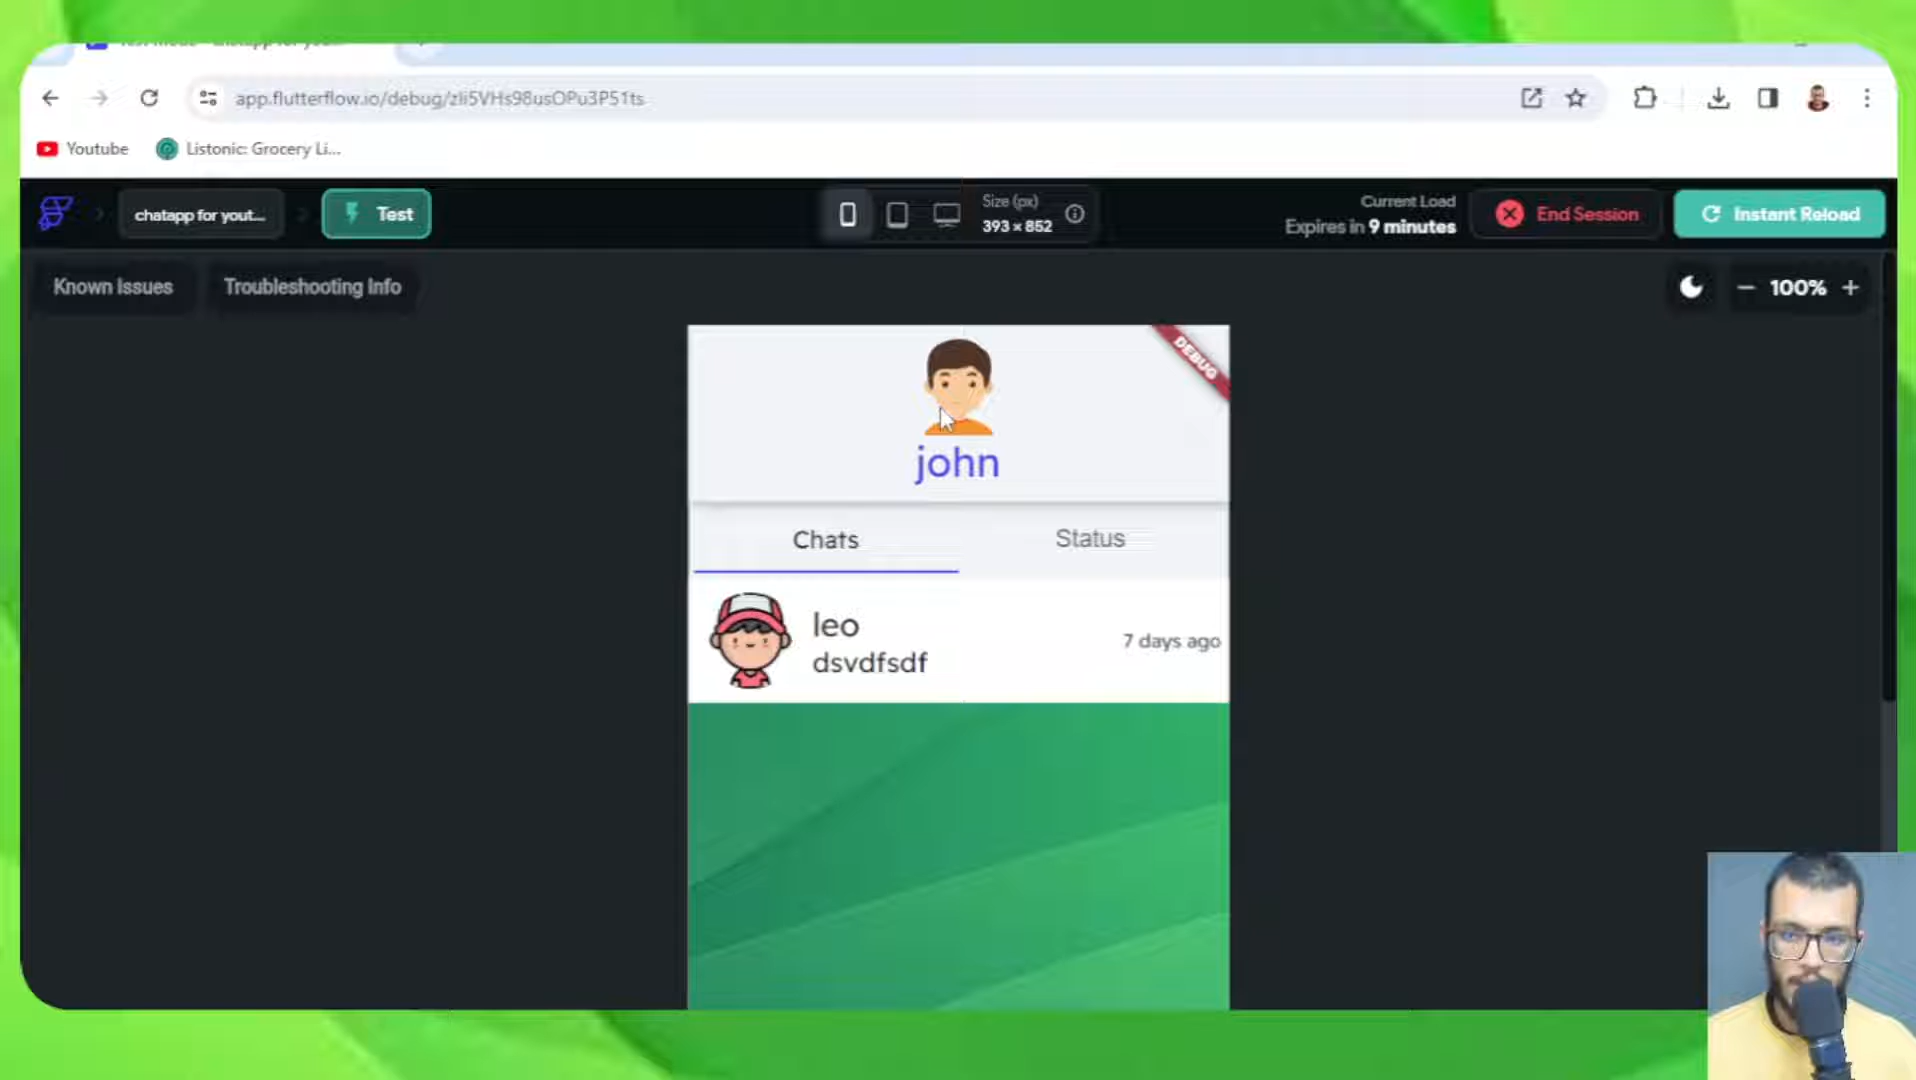 app.flutterflow.io/debug/zli5VHs98usOPu3P51ts
Youtube
Listonic: Grocery Li...
chatapp for yout...
Test
Size (px)
393 × 852
Current Load
Expires in 9 minutes
End Session
Instant Reload
Known Issues
Troubleshooting Info
100%
DEBUG
john
Chats
Status
leo
dsvdfsdf
7 days ago